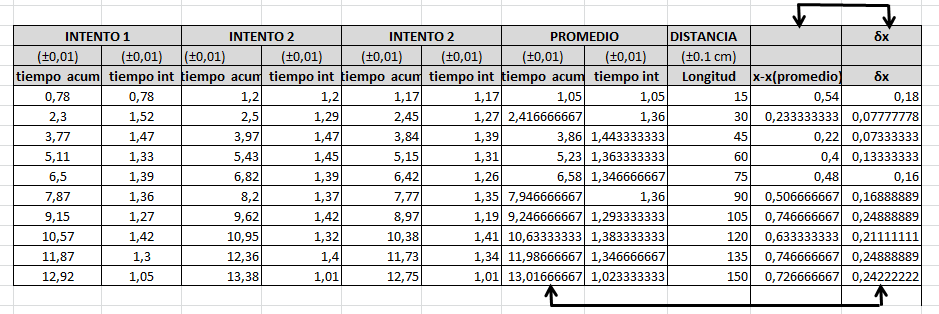 δx
INTENTO 1 INTENTO 2 INTENTO 2 PROMEDIO DISTANCIA
(±0,01) (±0,01) (±0,01) (±0,01) (±0,01) (±0,01) (±0,01) (±0,01) (±0.1 cm)
tiempo acum tiempo int tiempo acum tiempo int tiempo acum tiempo int tiempo acum tiempo int Longitud x-x(promedio) δx
0,78 0,78 1,2 1,2 1,17 1,17 1,05 1,05 15 0,54 0,18
2,3 1,52 2,5 1,29 2,45 1,27 2,416666667 1,36 30 0,233333333 0,07777778
3,77 1,47 3,97 1,47 3,84 1,39 3,86 1,443333333 45 0,22 0,07333333
5,11 1,33 5,43 1,45 5,15 1,31 5,23 1,363333333 60 0,4 0,13333333
6,5 1,39 6,82 1,39 6,42 1,26 6,58 1,346666667 75 0,48 0,16
7,87 1,36 8,2 1,37 7,77 1,35 7,946666667 1,36 90 0,506666667 0,16888889
9,15 1,27 9,62 1,42 8,97 1,19 9,246666667 1,293333333 105 0,746666667 0,24888889
10,57 1,42 10,95 1,32 10,38 1,41 10,63333333 1,383333333 120 0,633333333 0,21111111
11,87 1,3 12,36 1,4 11,73 1,34 11,98666667 1,346666667 135 0,746666667 0,24888889
12,92 1,05 13,38 1,01 12,75 1,01 13,01666667 1,023333333 150 0,726666667 0,24222222